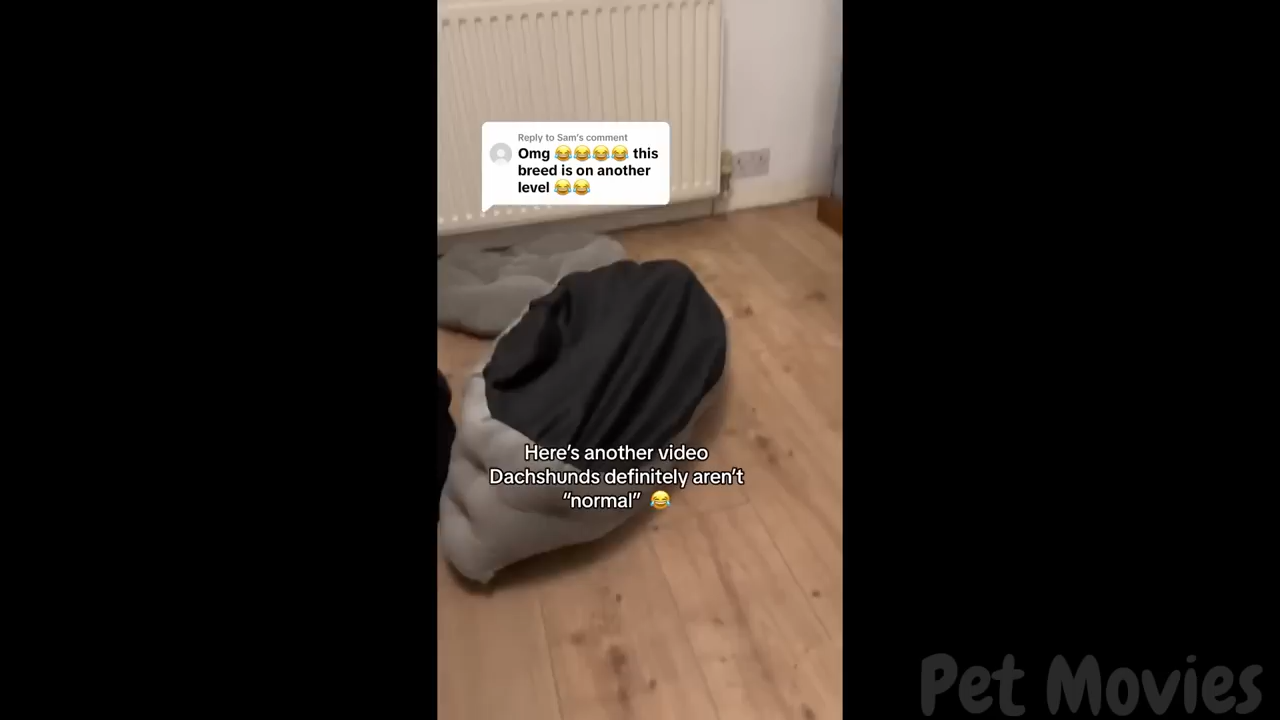 Reply to Sam's comment
Omg 😂😂😂😂 this
breed is on another
level 😂😂
Here's another video
Dachshunds definitely aren't
"normal" 😂
Pet Movies